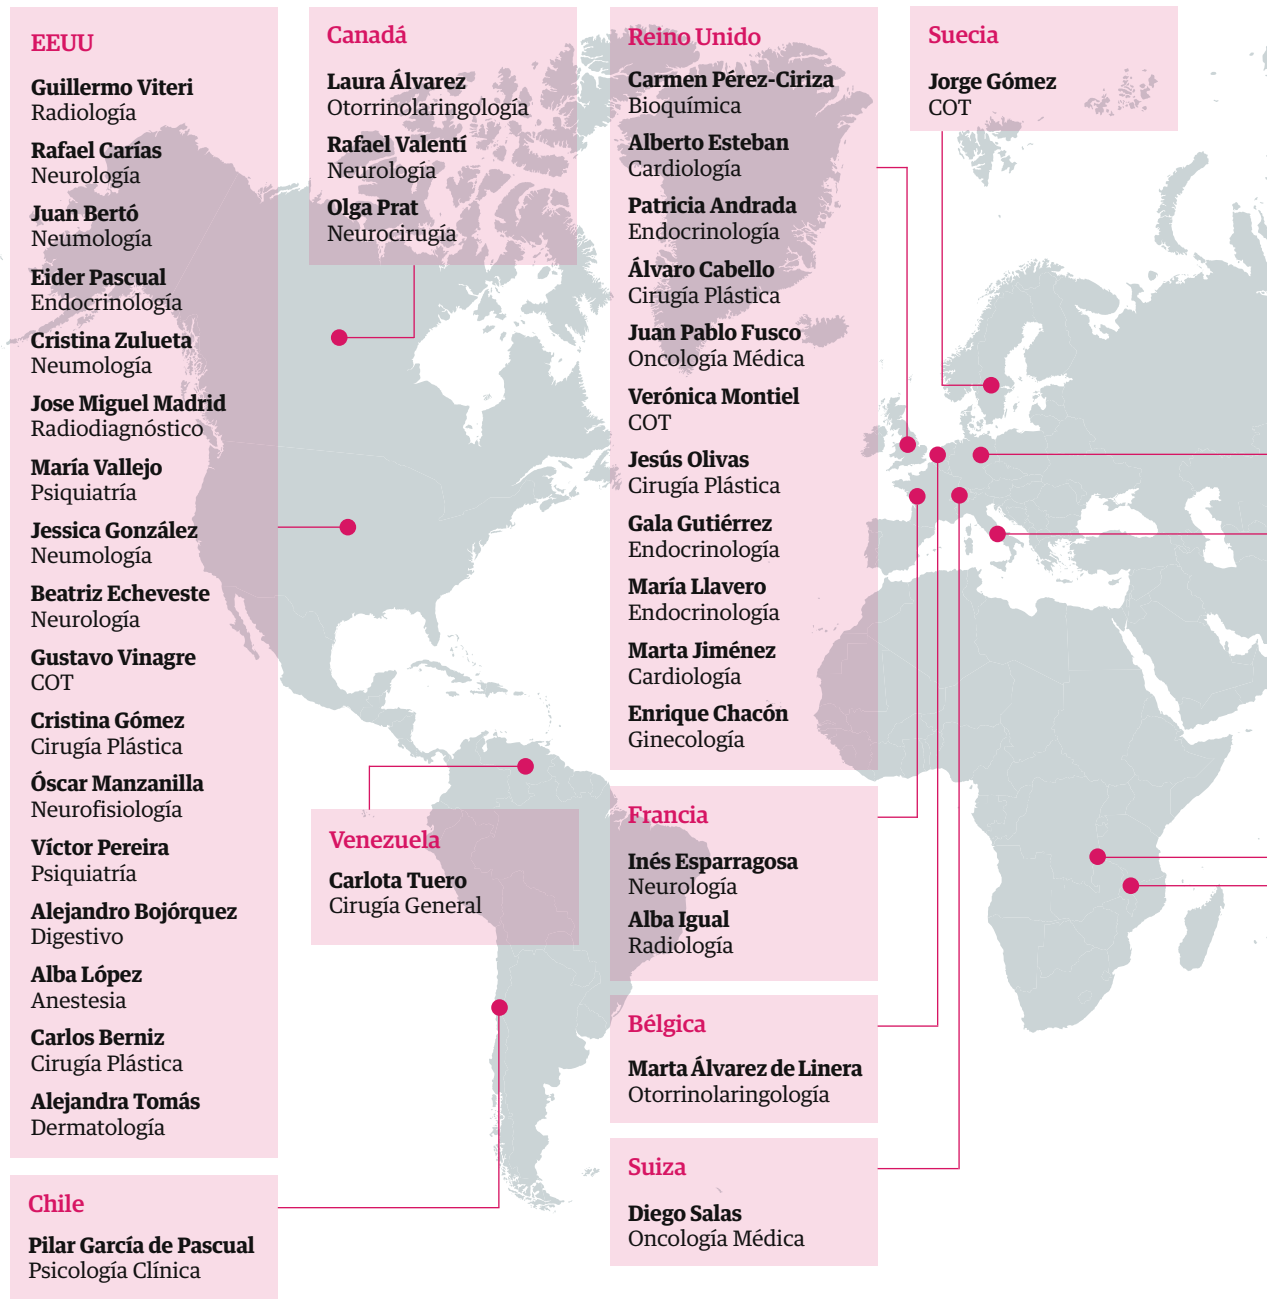 EEUU
Guillermo Viteri
Radiología
Rafael Carías
Neurología
Juan Bertó
Neumología
Eider Pascual
Endocrinología
Cristina Zulueta
Neumología
Jose Miguel Madrid
Radiodiagnóstico
María Vallejo
Psiquiatría
Jessica González
Neumología
Beatriz Echeveste
Neurología
Gustavo Vinagre
COT
Cristina Gómez
Cirugía Plástica
Óscar Manzanilla
Neurofisiología
Víctor Pereira
Psiquiatría
Alejandro Bojórquez
Digestivo
Alba López
Anestesia
Carlos Berniz
Cirugía Plástica
Alejandra Tomás
Dermatología
Chile
Pilar García de Pascual
Psicología Clínica
Canadá
Laura Álvarez
Otorrinolaringología
Rafael Valentí
Neurología
Olga Prat
Neurocirugía
Venezuela
Carlota Tuero
Cirugía General
Reino Unido
Carmen Pérez-Ciriza
Bioquímica
Alberto Esteban
Cardiología
Patricia Andrada
Endocrinología
Álvaro Cabello
Cirugía Plástica
Juan Pablo Fusco
Oncología Médica
Verónica Montiel
COT
Jesús Olivas
Cirugía Plástica
Gala Gutiérrez
Endocrinología
María Llavero
Endocrinología
Marta Jiménez
Cardiología
Enrique Chacón
Ginecología
Francia
Inés Esparragosa
Neurología
Alba Igual
Radiología
Bélgica
Marta Álvarez de Linera
Otorrinolaringología
Suiza
Diego Salas
Oncología Médica
Suecia
Jorge Gómez
COT